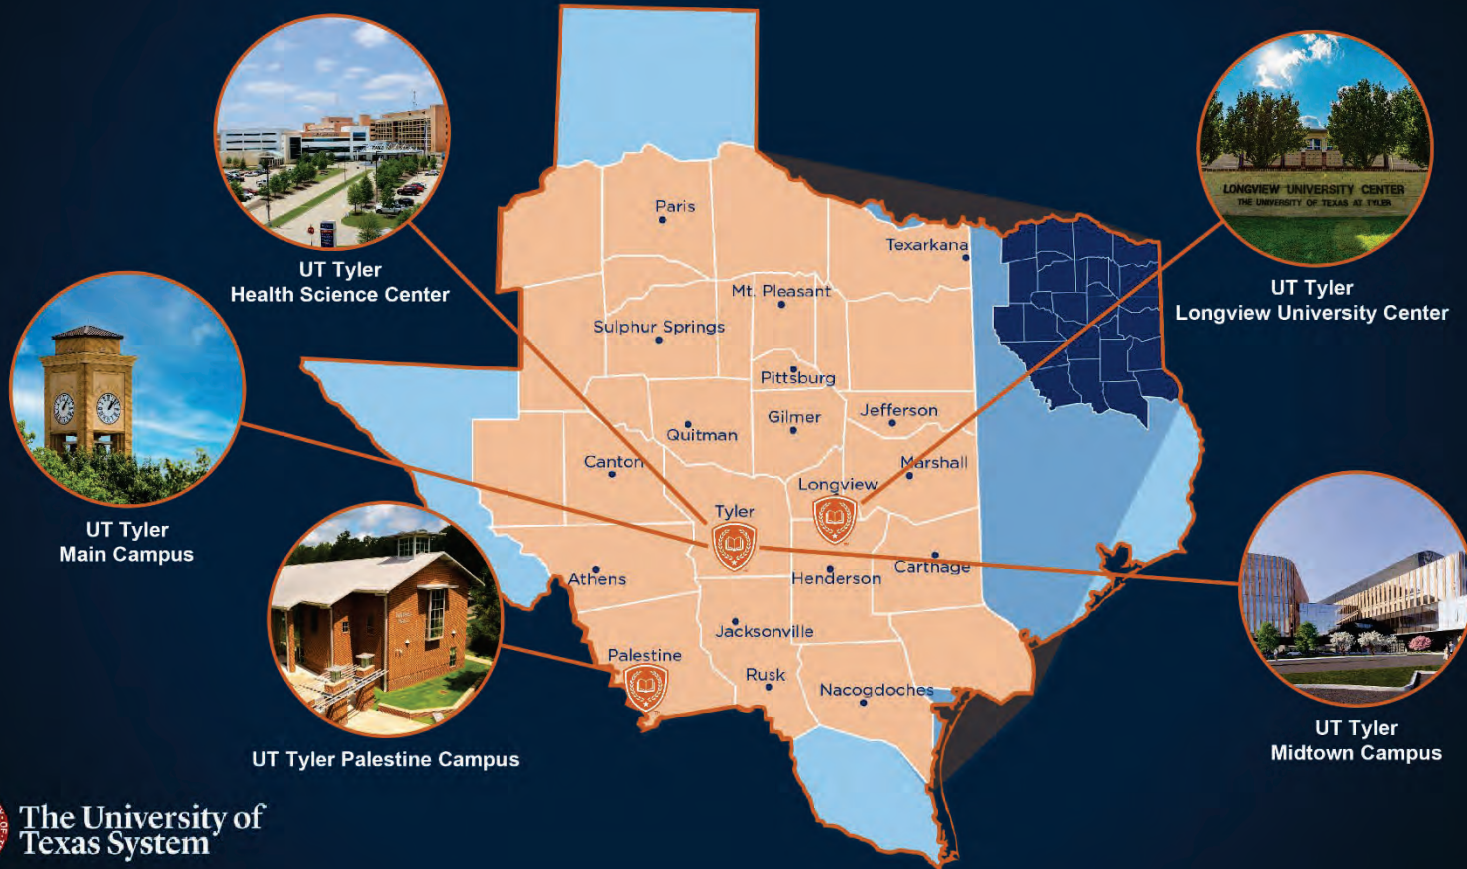 Paris
Texarkana
LONGVIEW UNIVERSITY CENTER
THE UNIVERSITY OF TEXAS AT TYLER
UT Tyler
Health Science Center
Mt. Pleasant
UT Tyler
Longview University Center
Sulphur Springs
Pittsburg
Gilmer
Jefferson
Quitman
Canton
Marshall
Longview
Tyler
UT Tyler
Main Campus
Athens
Henderson
Carthage
Jacksonville
Palestine
Rusk
Nacogdoches
UT Tyler Palestine Campus
UT Tyler
Midtown Campus
The University of
Texas System